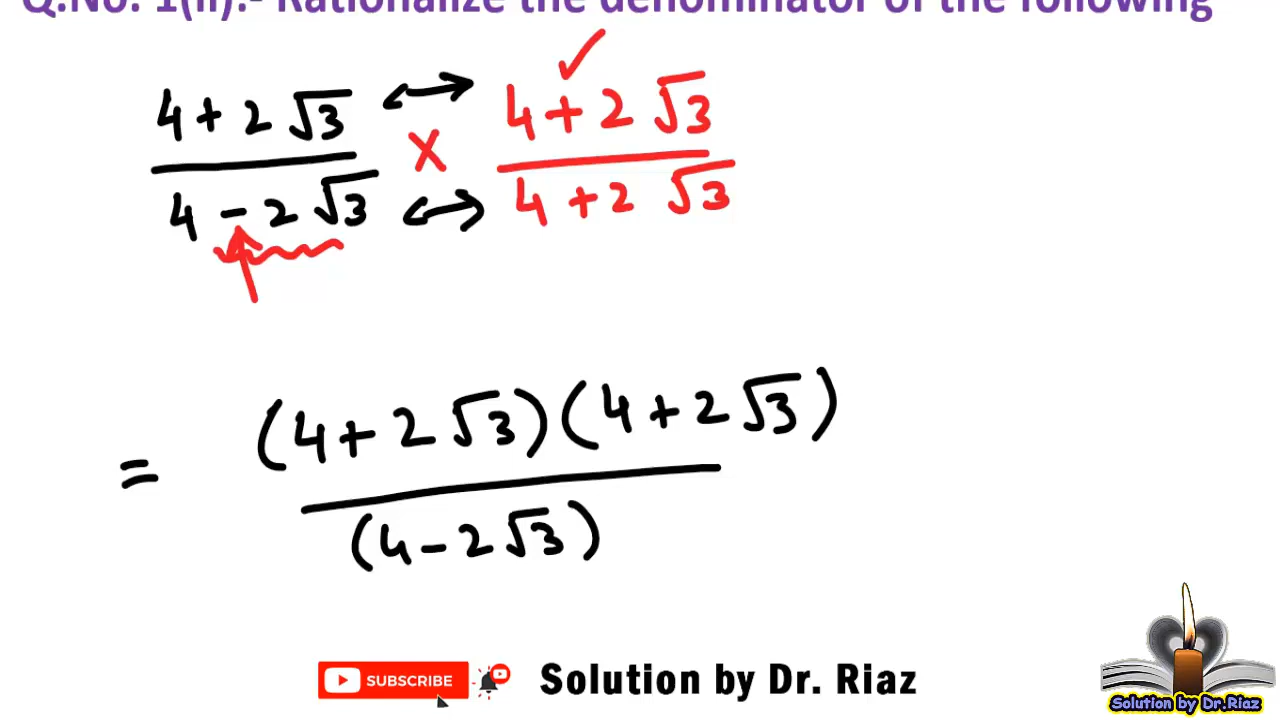 Q.No. 1(ii).- Rationalize the denominator of the following
4 + 2 √3 / 4 - 2 √3 × 4 + 2 √3 / 4 + 2 √3
= (4 + 2 √3) (4 + 2 √3) / (4 - 2 √3)
SUBSCRIBE
Solution by Dr. Riaz
Solution by Dr.Riaz